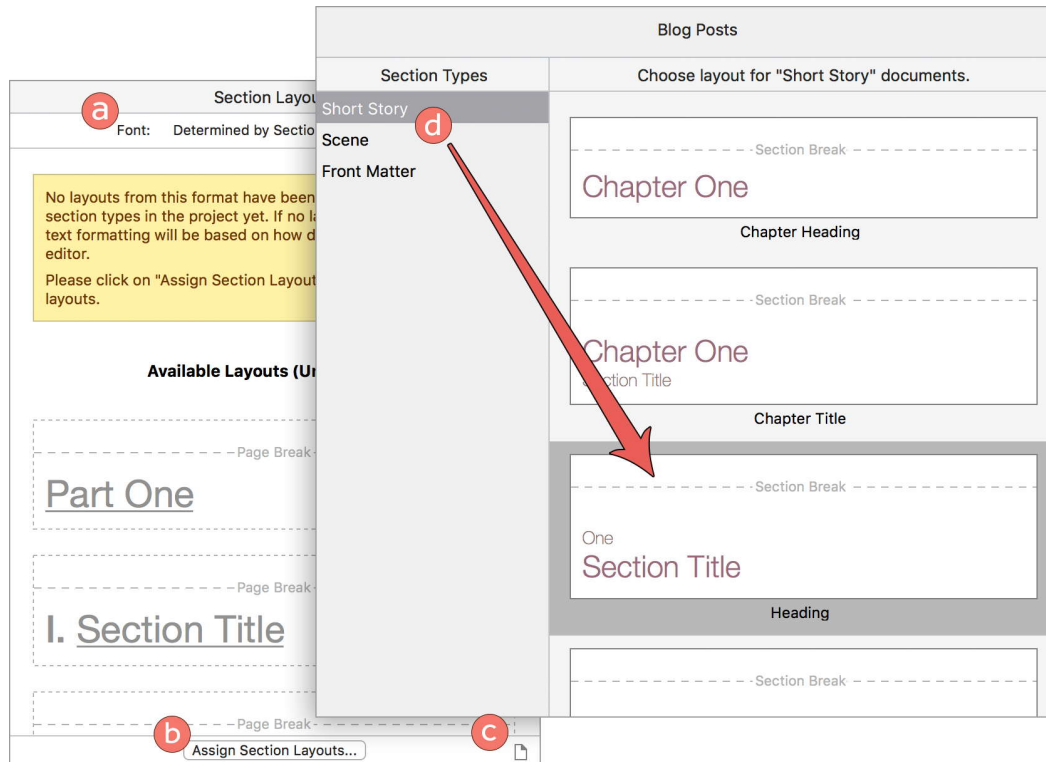 Blog Posts
Section Types
Choose layout for "Short Story" documents.
Short Story
Scene
Front Matter
d
Section Break
Chapter One
Chapter Heading
Section Break
Chapter One
Section Title
Chapter Title
Section Break
One
Section Title
Heading
Section Break
a
Section Layou
Font: Determined by Sectio
No layouts from this format have been
section types in the project yet. If no la
text formatting will be based on how d
editor.
Please click on "Assign Section Layout
layouts.
Available Layouts (Un
Page Break
Part One
Page Break
I. Section Title
Page Break
b
Assign Section Layouts...
c